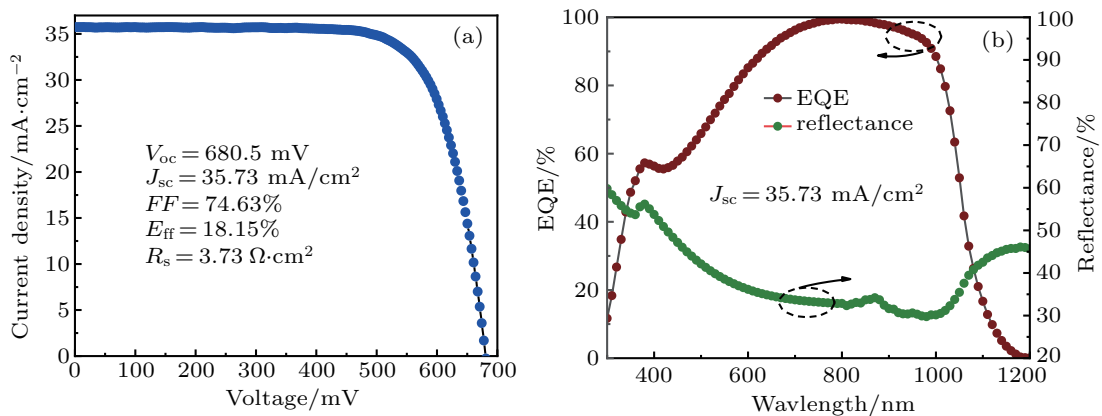 (a)
Current density/mA·cm−2
35
30
25
20
15
10
5
0
V_oc = 680.5 mV
J_sc = 35.73 mA/cm²
FF = 74.63%
E_eff = 18.15%
R_s = 3.73 Ω·cm²
0 100 200 300 400 500 600 700
Voltage/mV
(b)
EQE/%
100
80
60
40
20
0
EQE
reflectance
J_sc = 35.73 mA/cm²
100
90
80
70
60
50
40
30
20
Reflectance/%
400 600 800 1000 1200
Wavlength/nm